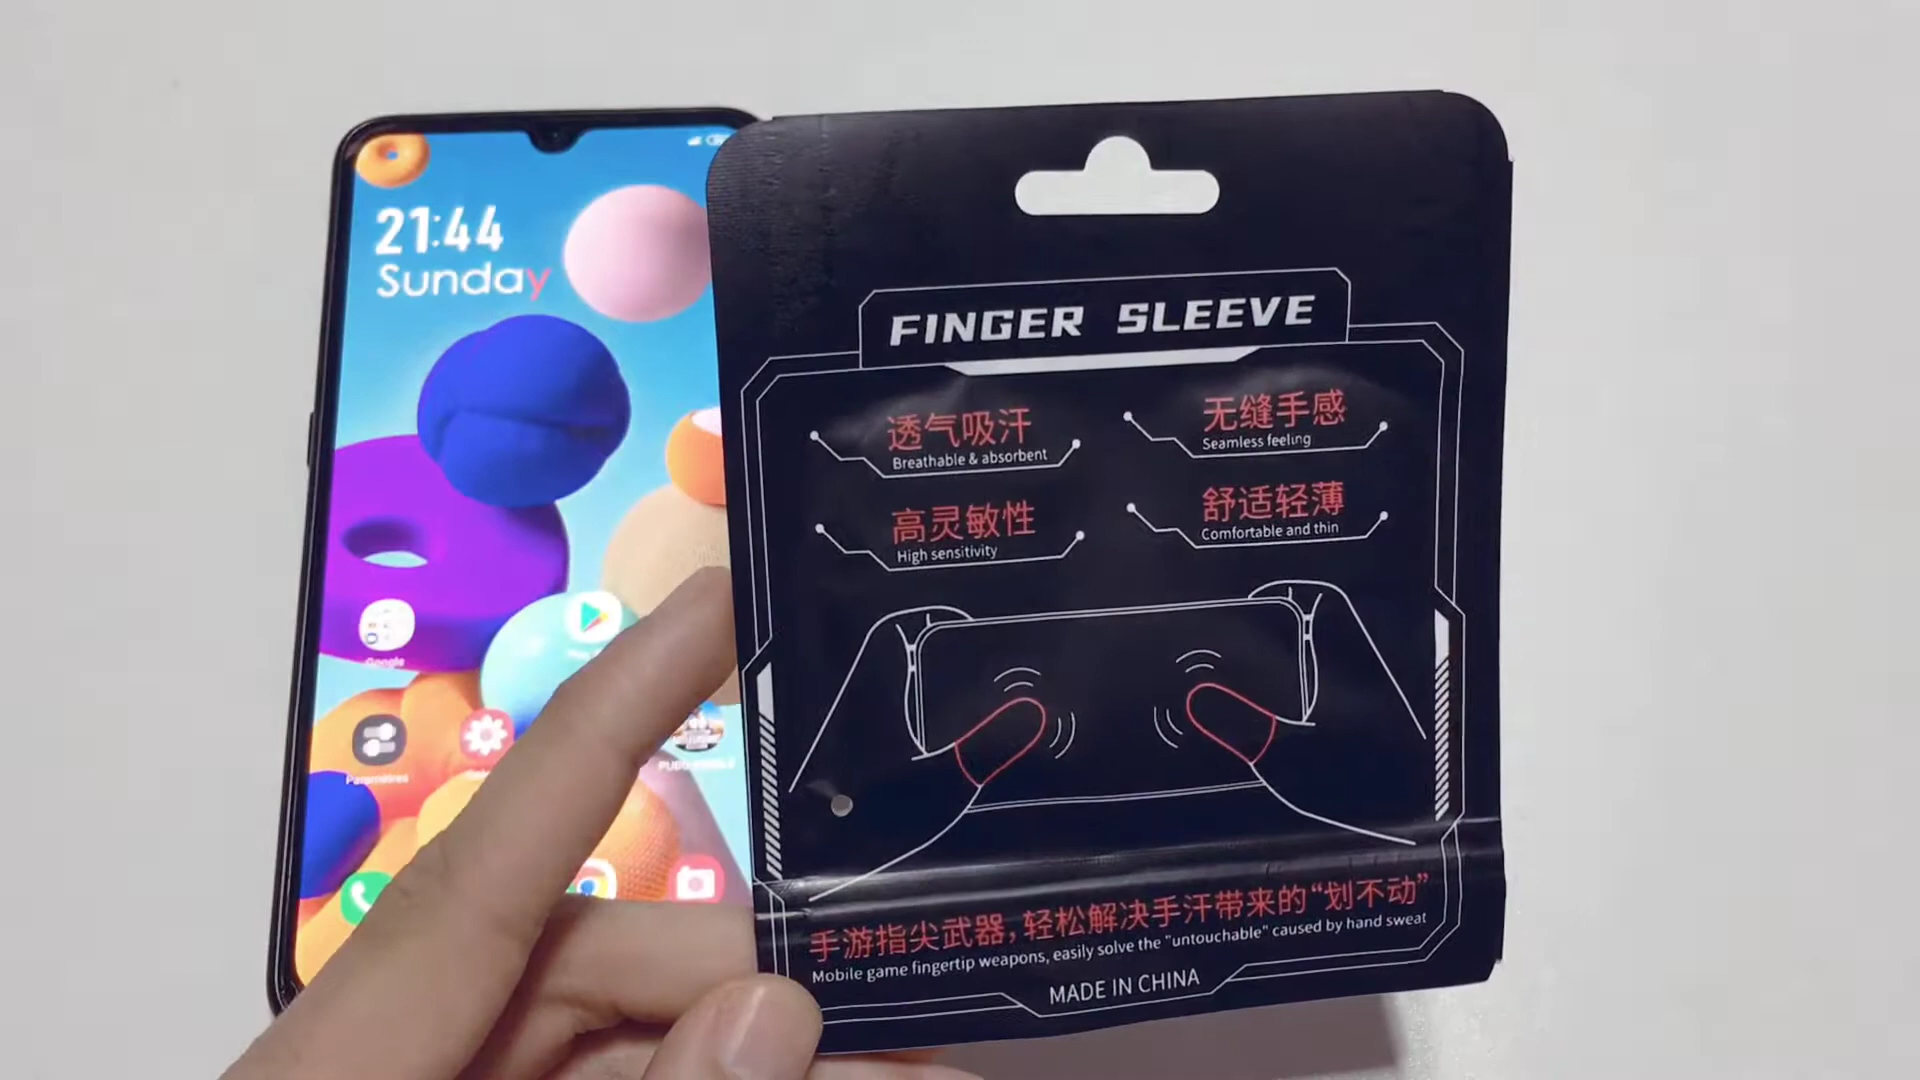 21:44
Sunday
Google
Paramètres
FINGER SLEEVE
透气吸汗
Breathable & absorbent
无缝手感
Seamless feeling
高灵敏性
High sensitivity
舒适轻薄
Comfortable and thin
手游指尖武器，轻松解决手汗带来的“划不动”
Mobile game fingertip weapons, easily solve the "untouchable" caused by hand sweat
MADE IN CHINA